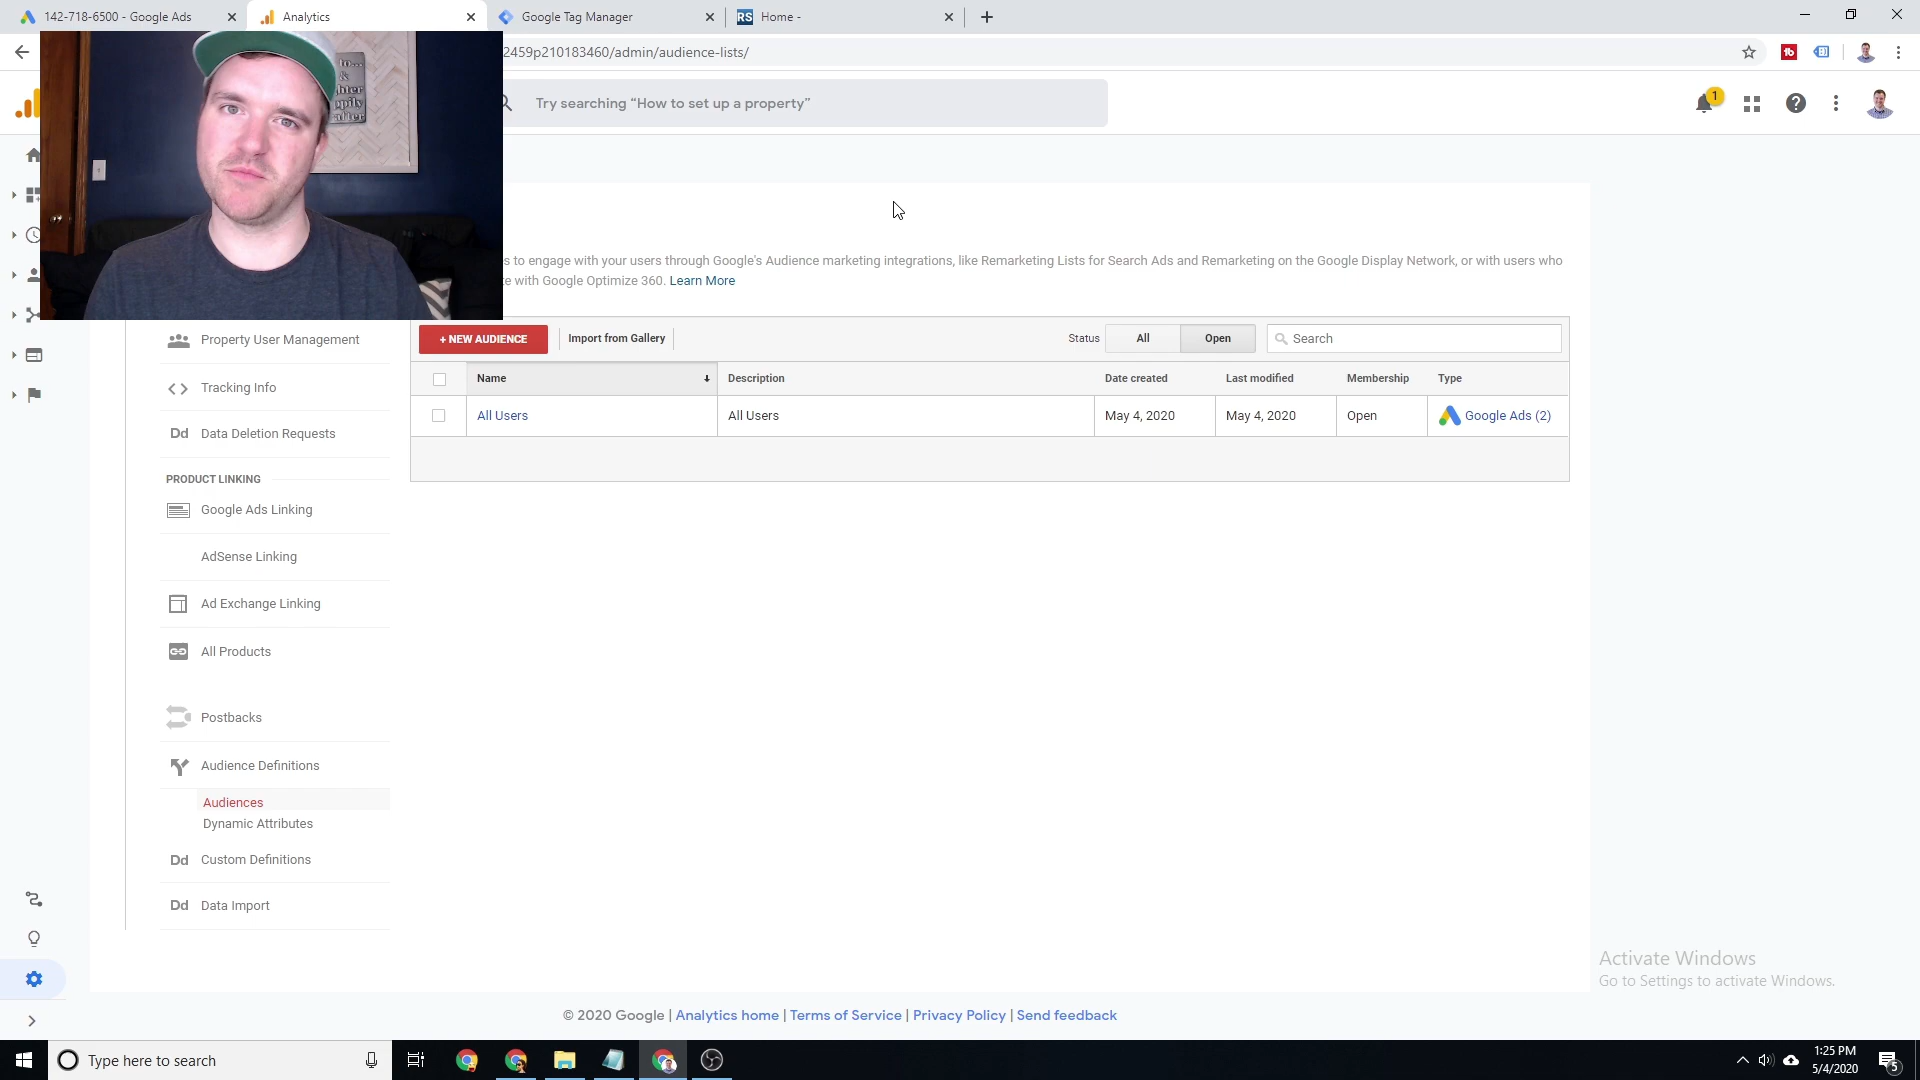 142-718-6500 - Google Ads
Analytics
Google Tag Manager
RS Home -
2459p210183460/admin/audience-lists/
Try searching “How to set up a property”
1
to...
&
happily
after
s to engage with your users through Google's Audience marketing integrations, like Remarketing Lists for Search Ads and Remarketing on the Google Display Network, or with users who
e with Google Optimize 360. Learn More
+ NEW AUDIENCE
Import from Gallery
Status
All
Open
Search
Name
Description
Date created
Last modified
Membership
Type
All Users
All Users
May 4, 2020
May 4, 2020
Open
Google Ads (2)
Property User Management
Tracking Info
Dd Data Deletion Requests
PRODUCT LINKING
Google Ads Linking
AdSense Linking
Ad Exchange Linking
All Products
Postbacks
Audience Definitions
Audiences
Dynamic Attributes
Dd Custom Definitions
Dd Data Import
Activate Windows
Go to Settings to activate Windows.
© 2020 Google | Analytics home | Terms of Service | Privacy Policy | Send feedback
Type here to search
1:25 PM
5/4/2020
5